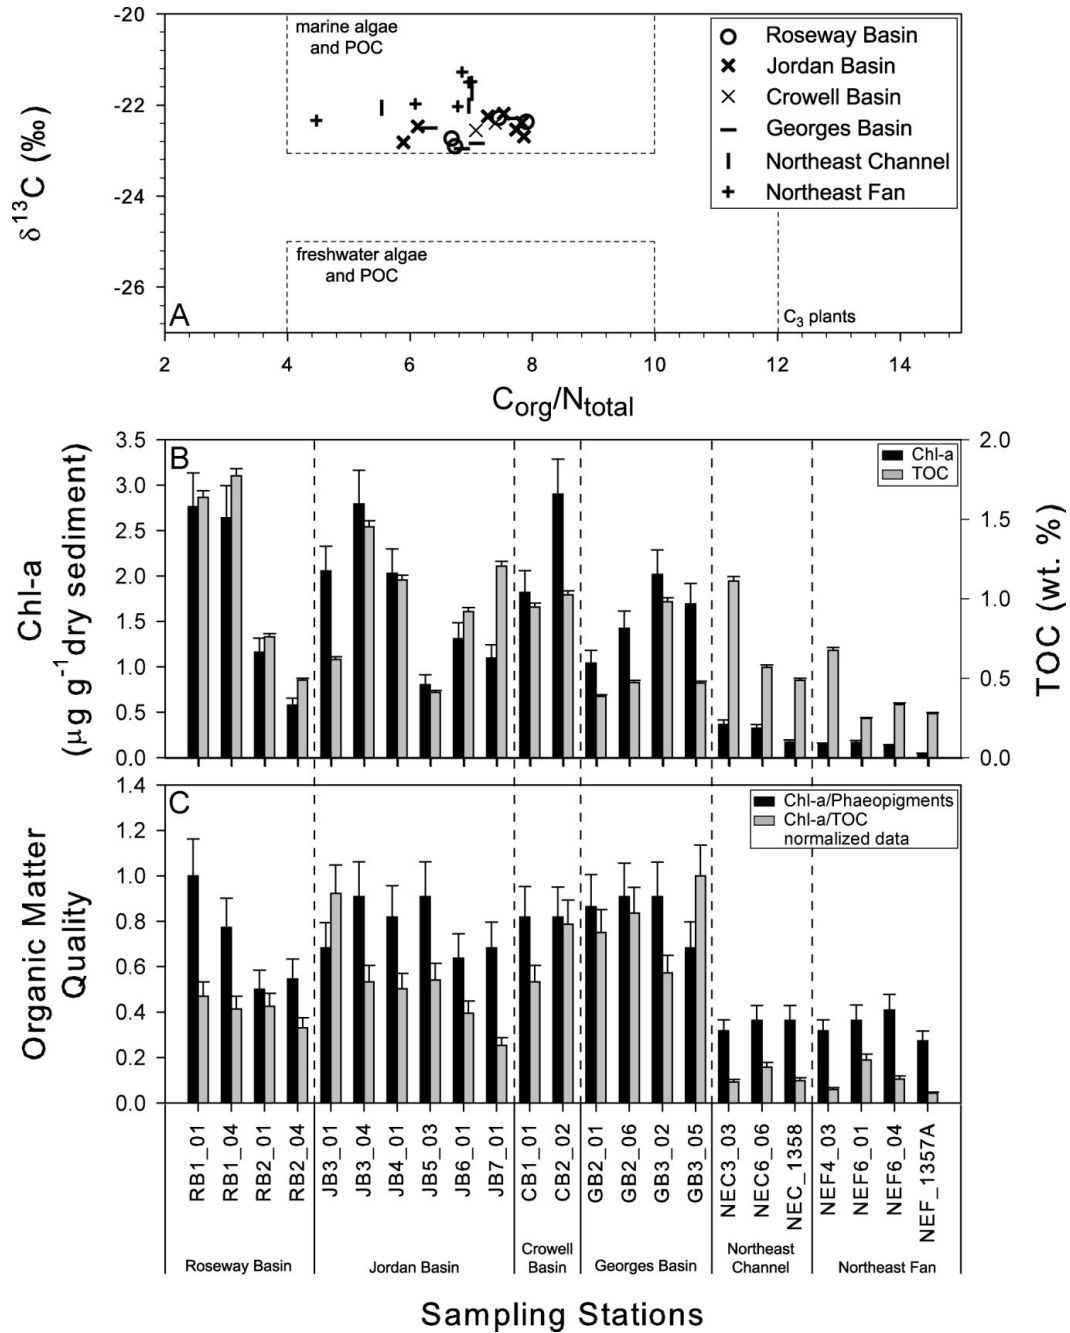 -20
-22
-24
-26
δ¹³C (‰)
marine algae
and POC
freshwater algae
and POC
C₃ plants
Roseway Basin
Jordan Basin
Crowell Basin
Georges Basin
Northeast Channel
Northeast Fan
A
2 4 6 8 10 12 14
C_org/N_total
B
3.5
3.0
2.5
2.0
1.5
1.0
0.5
0.0
Chl-a
(μg g⁻¹dry sediment)
Chl-a
TOC
2.0
1.5
1.0
0.5
0.0
TOC (wt. %)
C
1.4
1.2
1.0
0.8
0.6
0.4
0.2
0.0
Organic Matter
Quality
Chl-a/Phaeopigments
Chl-a/TOC
normalized data
RB1_01
RB1_04
RB2_01
RB2_04
JB3_01
JB3_04
JB4_01
JB5_03
JB6_01
JB7_01
CB1_01
CB2_02
GB2_01
GB2_06
GB3_02
GB3_05
NEC3_03
NEC6_06
NEC_1358
NEF4_03
NEF6_01
NEF6_04
NEF_1357A
Roseway Basin
Jordan Basin
Crowell
Basin
Georges Basin
Northeast
Channel
Northeast Fan
Sampling Stations